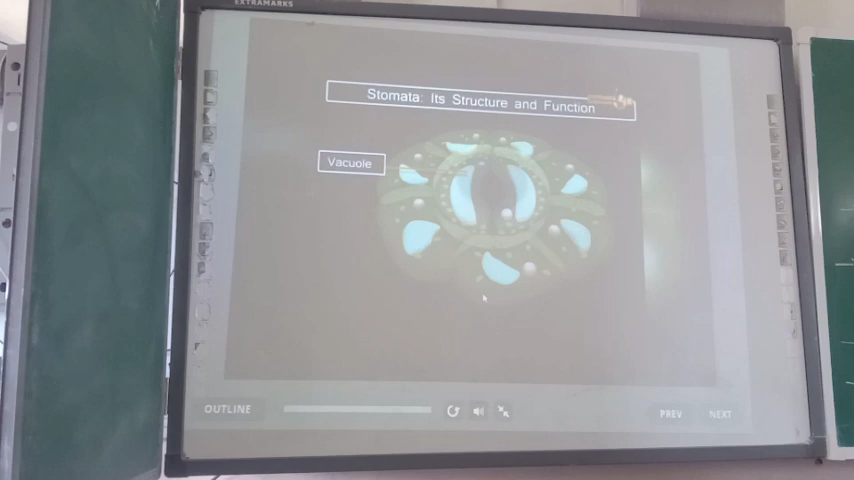 EXTRAMARKS
Stomata: Its Structure and Function
Vacuole
OUTLINE
PREV
NEXT